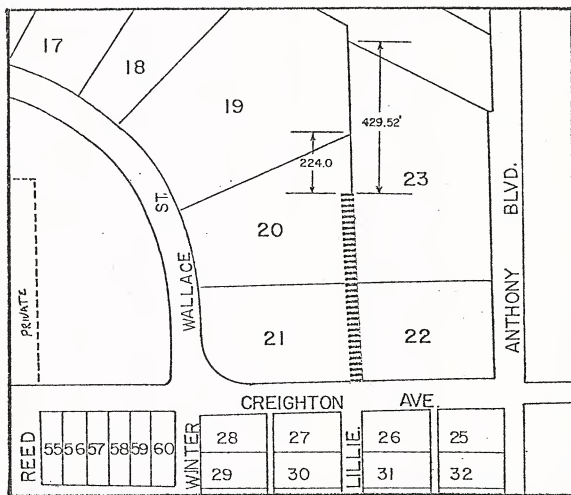 17
18
19
429.52'
224.0
23
ST.
WALLACE
20
ANTHONY BLVD.
PRIVATE
21
22
CREIGHTON AVE.
REED
55 56 57 58 59 60
WINTER
28
27
LILLIE.
26
25
29
30
31
32